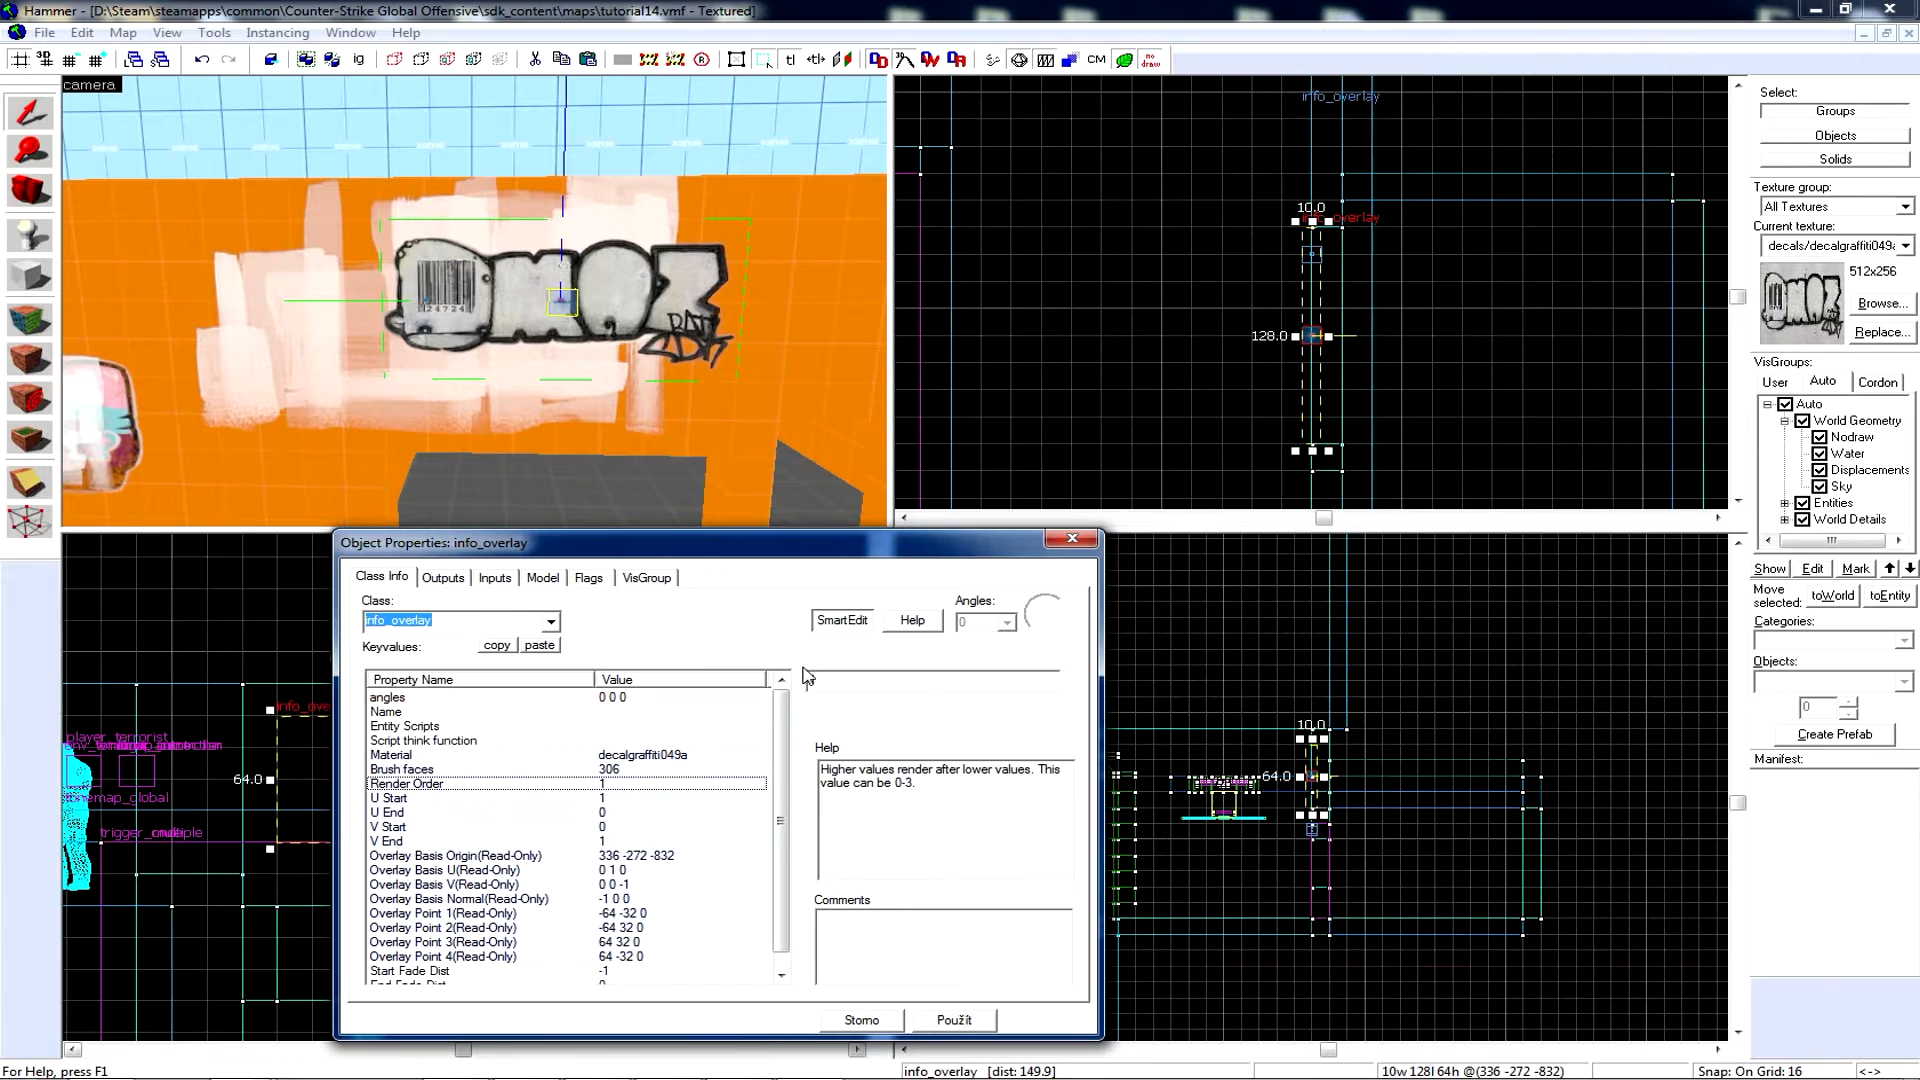 Hammer - [D:\Steam\steamapps\common\Counter-Strike Global Offensive\sdk_content\maps\tutorial14.vmf - Textured]
File Edit Map View Tools Instancing Window Help
camera
24724
info_overlay
10.0
info_overlay
128.0
Select:
Groups
Objects
Solids
Texture group:
All Textures
Current texture:
decals/decalgraffiti049a
512x256
Browse...
Replace...
VisGroups:
User Auto Cordon
Auto
World Geometry
Nodraw
Water
Displacements
Sky
Entities
World Details
Show Edit Mark
Move selected: toWorld toEntity
Categories:
Objects:
0
Create Prefab
Manifest:
Object Properties: info_overlay
Class Info Outputs Inputs Model Flags VisGroup
Class:
info_overlay
SmartEdit Help
Angles:
0
Keyvalues: copy paste
Property Name Value
angles 0 0 0
Name
Entity Scripts
Script think function
Material decalgraffiti049a
Brush faces 306
Render Order 1
U Start 1
U End 0
V Start 0
V End 1
Overlay Basis Origin(Read-Only) 336 -272 -832
Overlay Basis U(Read-Only) 0 1 0
Overlay Basis V(Read-Only) 0 0 -1
Overlay Basis Normal(Read-Only) -1 0 0
Overlay Point 1(Read-Only) -64 -32 0
Overlay Point 2(Read-Only) -64 32 0
Overlay Point 3(Read-Only) 64 32 0
Overlay Point 4(Read-Only) 64 -32 0
Start Fade Dist -1
End Fade Dist 0
Help
Higher values render after lower values. This
value can be 0-3.
Comments
Storno Použít
info_ove
player_terrorist
64.0
tonemap_global
trigger_
10.0
64.0
For Help, press F1
info_overlay [dist: 149.9]
10w 128l 64h @(336 -272 -832)
Snap: On Grid: 16
<->